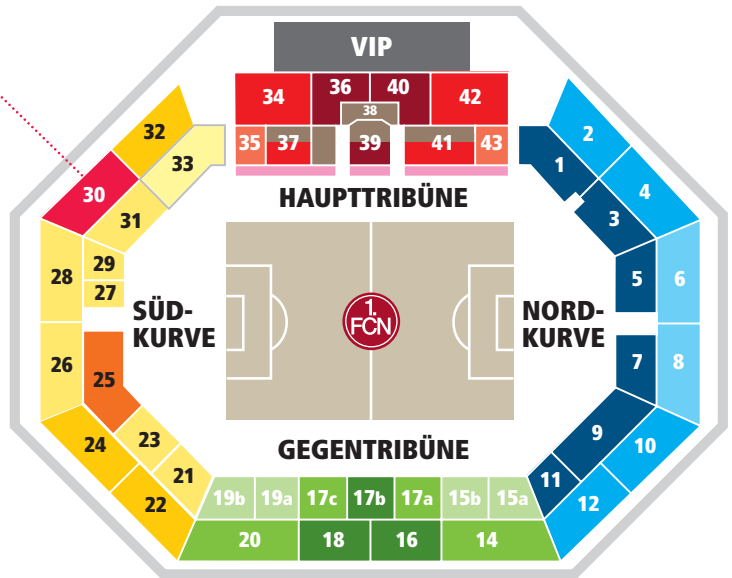 VIP
34
36
40
42
38
35
37
39
41
43
HAUPTTRIBÜNE
32
33
30
31
28
29
27
26
25
24
23
22
21
SÜD-
KURVE
1.
FCN
2
1
4
3
5
6
7
8
9
10
11
12
NORD-
KURVE
GEGENTRIBÜNE
19b
19a
17c
17b
17a
15b
15a
20
18
16
14